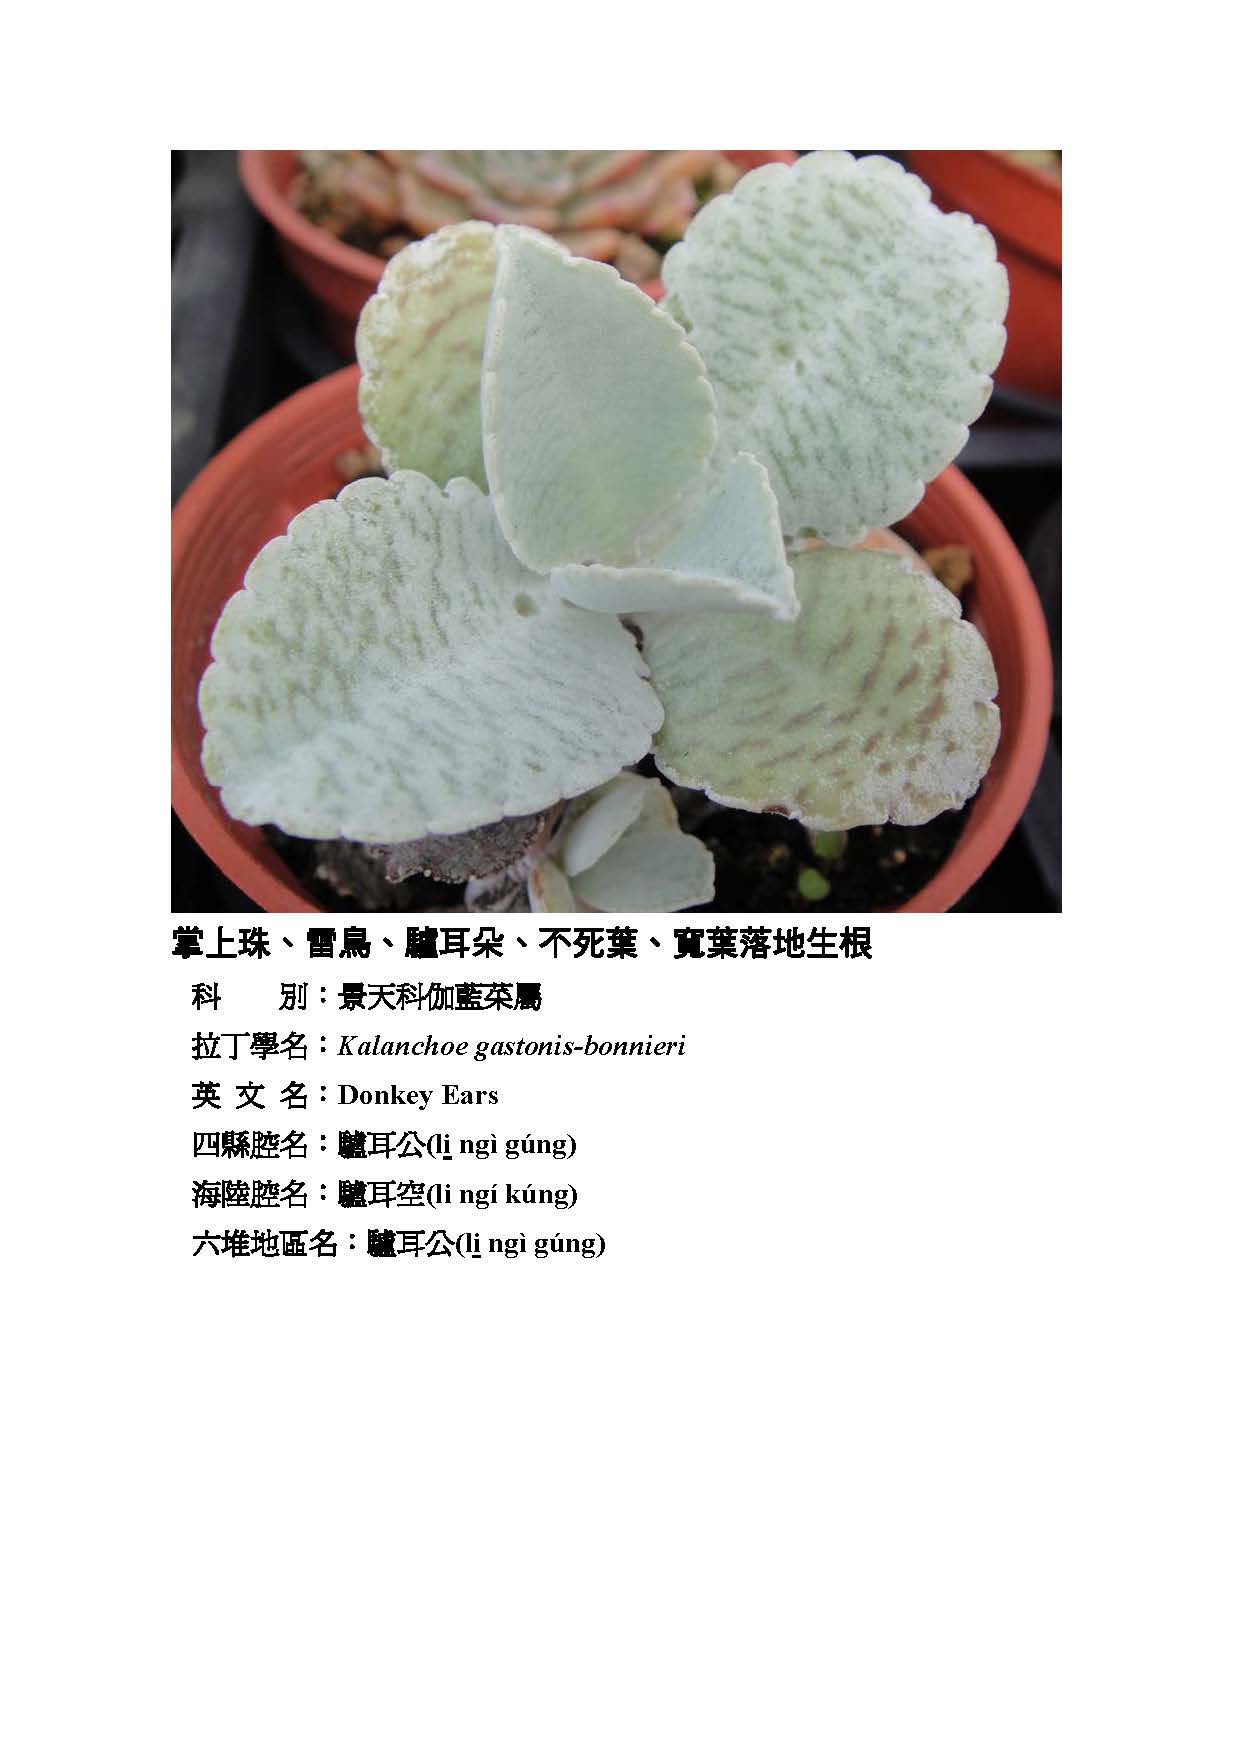 掌上珠、雷鳥、驢耳朵、不死葉、寬葉落地生根
科　　別：景天科伽藍菜屬
拉丁學名：Kalanchoe gastonis-bonnieri
英 文 名：Donkey Ears
四縣腔名：驢耳公(li̲ ngì gúng)
海陸腔名：驢耳空(li ngí kúng)
六堆地區名：驢耳公(li̲ ngì gúng)